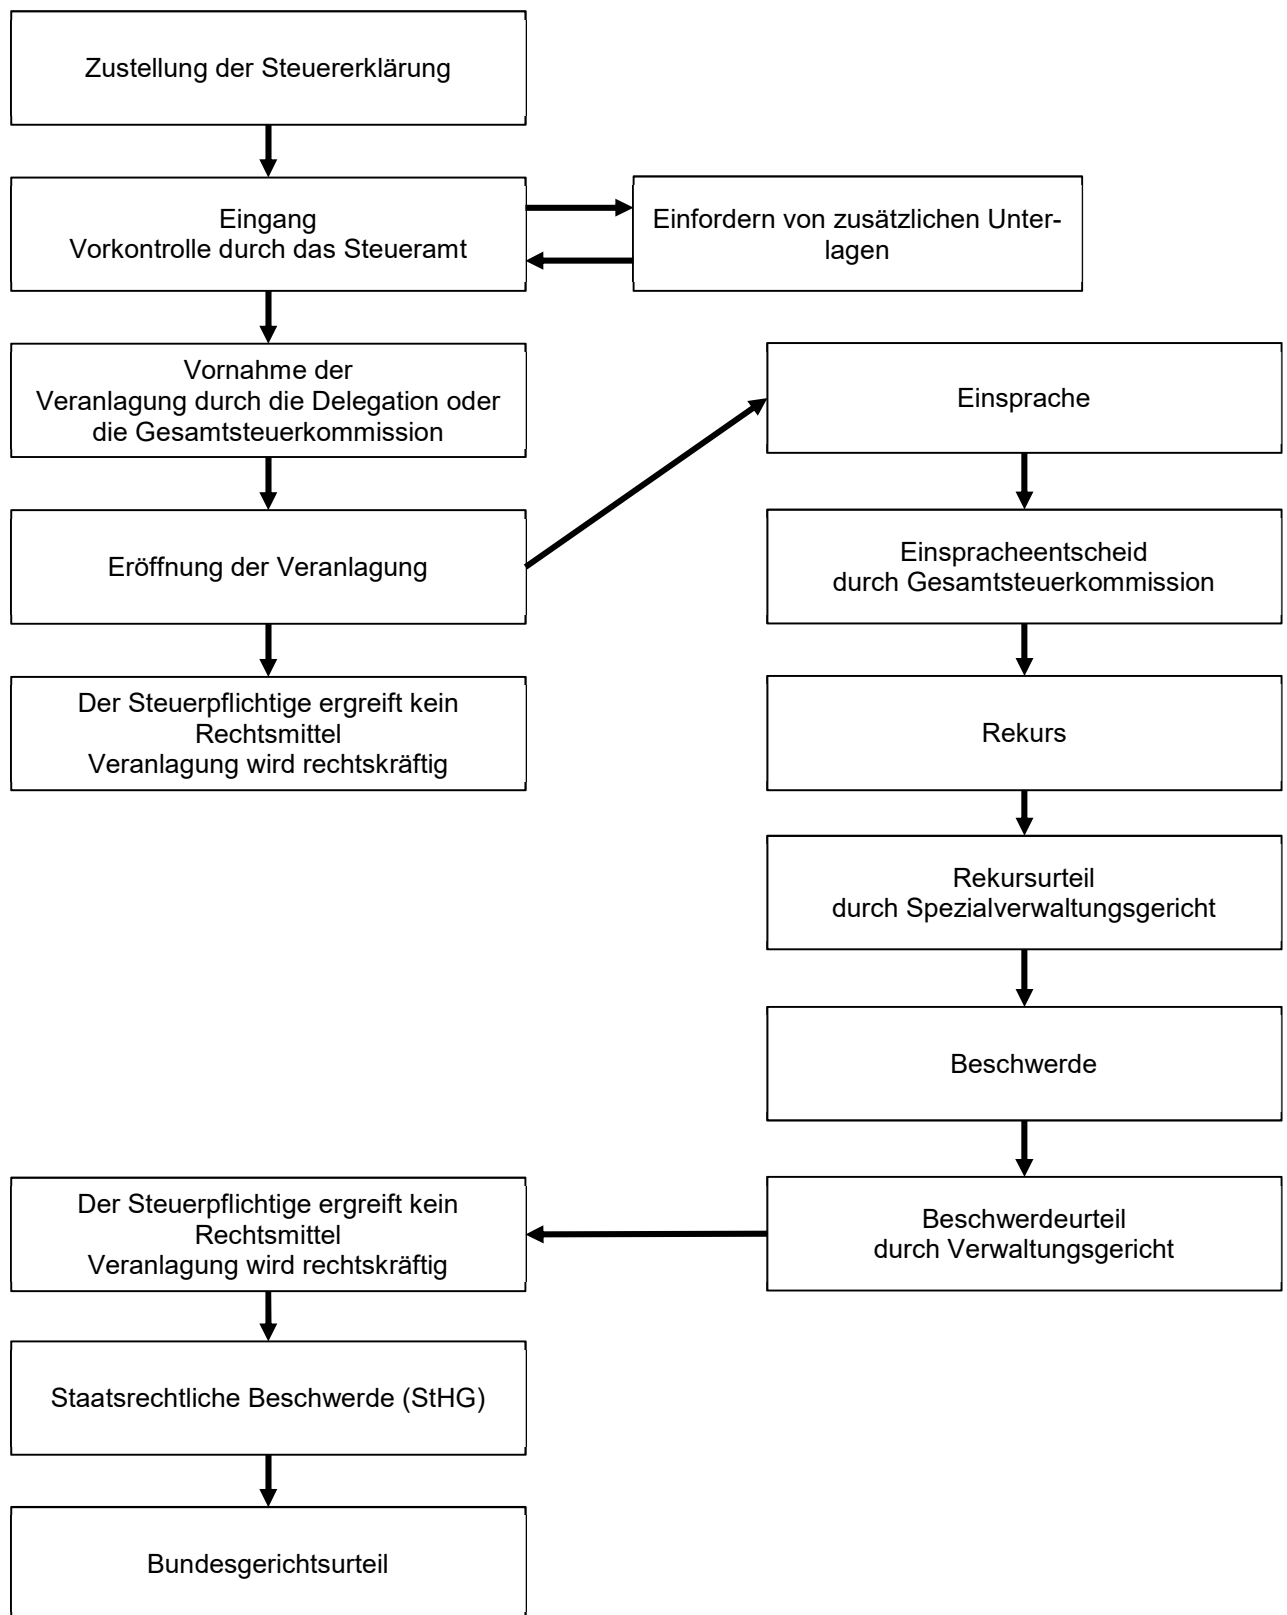 Zustellung der Steuererklärung
Eingang
Vorkontrolle durch das Steueramt
Einfordern von zusätzlichen Unter-
lagen
Vornahme der
Veranlagung durch die Delegation oder
die Gesamtsteuerkommission
Eröffnung der Veranlagung
Der Steuerpflichtige ergreift kein
Rechtsmittel
Veranlagung wird rechtskräftig
Einsprache
Einspracheentscheid
durch Gesamtsteuerkommission
Rekurs
Rekursurteil
durch Spezialverwaltungsgericht
Beschwerde
Beschwerdeurteil
durch Verwaltungsgericht
Der Steuerpflichtige ergreift kein
Rechtsmittel
Veranlagung wird rechtskräftig
Staatsrechtliche Beschwerde (StHG)
Bundesgerichtsurteil